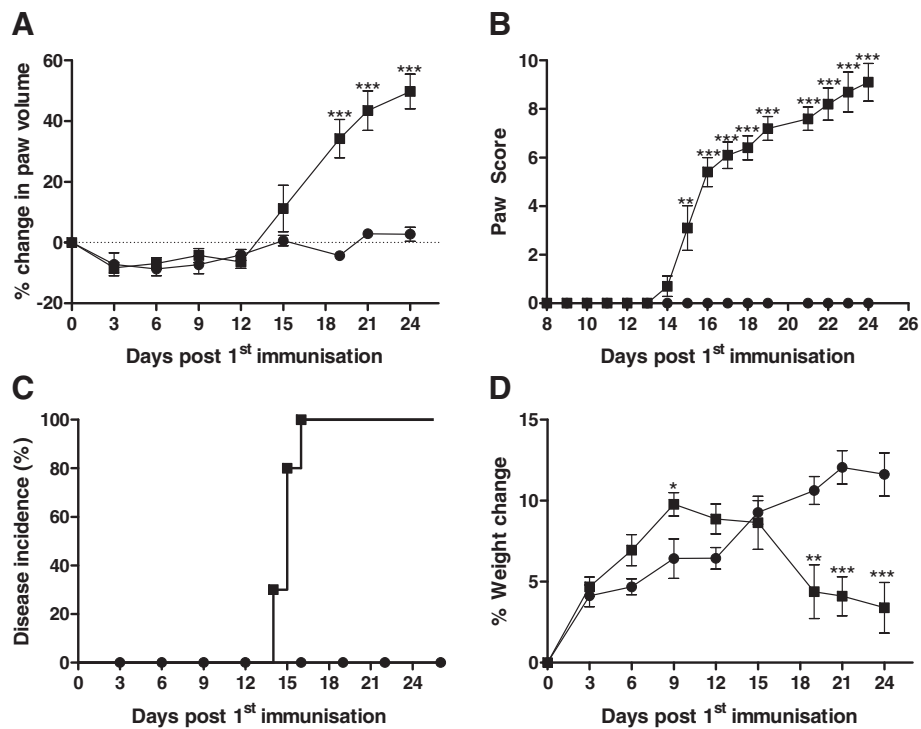 A
% change in paw volume
60
40
20
0
-20
*** *** ***
0 3 6 9 12 15 18 21 24
Days post 1st immunisation
B
Paw Score
10
8
6
4
2
0
** *** *** *** *** *** *** *** ***
8 10 12 14 16 18 20 22 24 26
Days post 1st immunisation
C
Disease incidence (%)
100
80
60
40
20
0
0 3 6 9 12 15 18 21 24
Days post 1st immunisation
D
% Weight change
15
10
5
0
* ** *** ***
0 3 6 9 12 15 18 21 24
Days post 1st immunisation